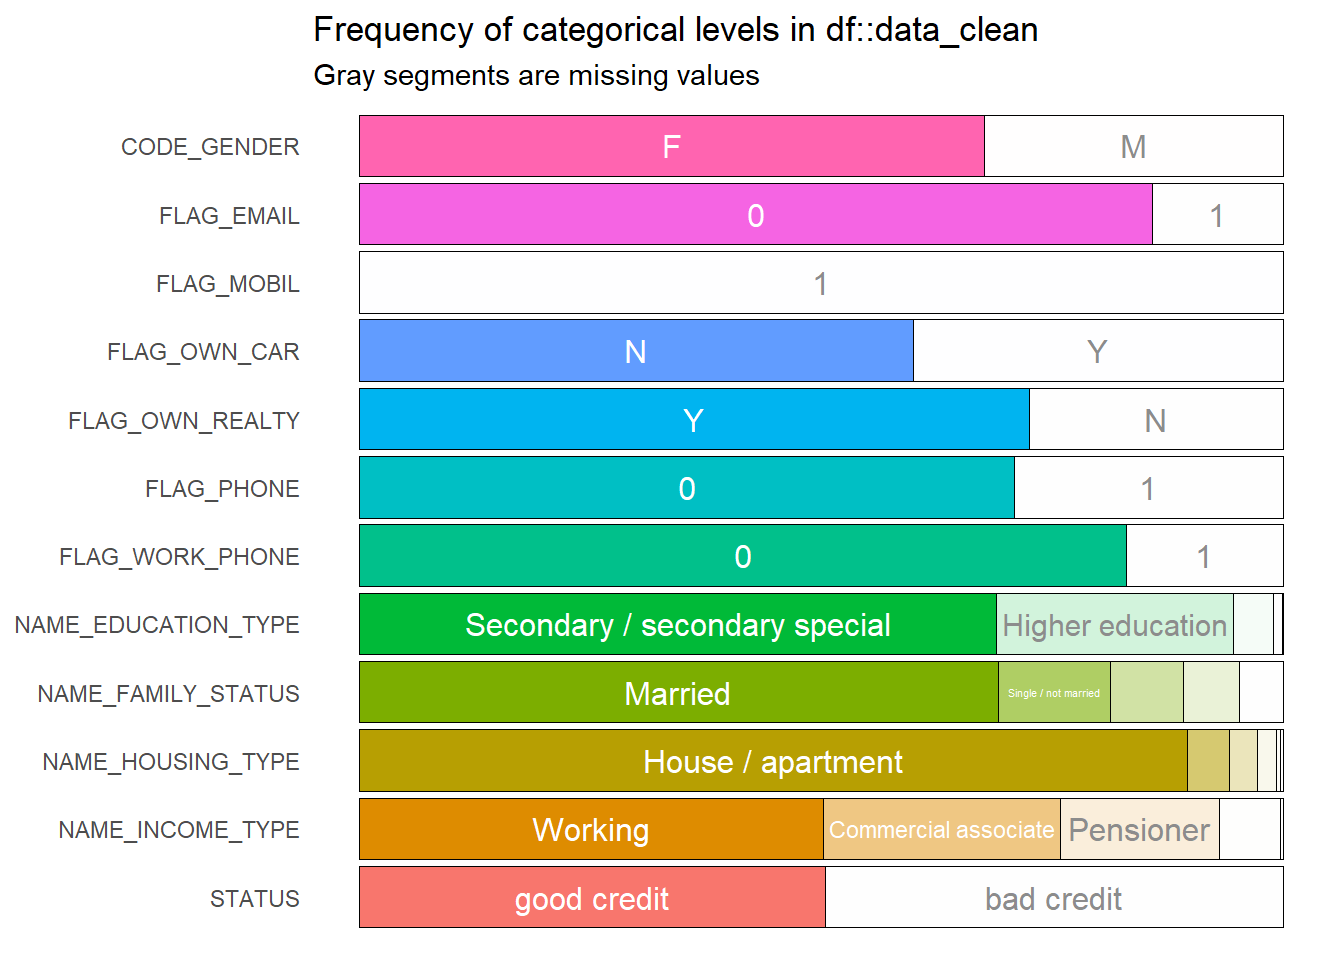 Frequency of categorical levels in df::data_clean
Gray segments are missing values
CODE_GENDER F M
FLAG_EMAIL 0 1
FLAG_MOBIL 1
FLAG_OWN_CAR N Y
FLAG_OWN_REALTY Y N
FLAG_PHONE 0 1
FLAG_WORK_PHONE 0 1
NAME_EDUCATION_TYPE Secondary / secondary special Higher education
NAME_FAMILY_STATUS Married Single / not married
NAME_HOUSING_TYPE House / apartment
NAME_INCOME_TYPE Working Commercial associate Pensioner
STATUS good credit bad credit